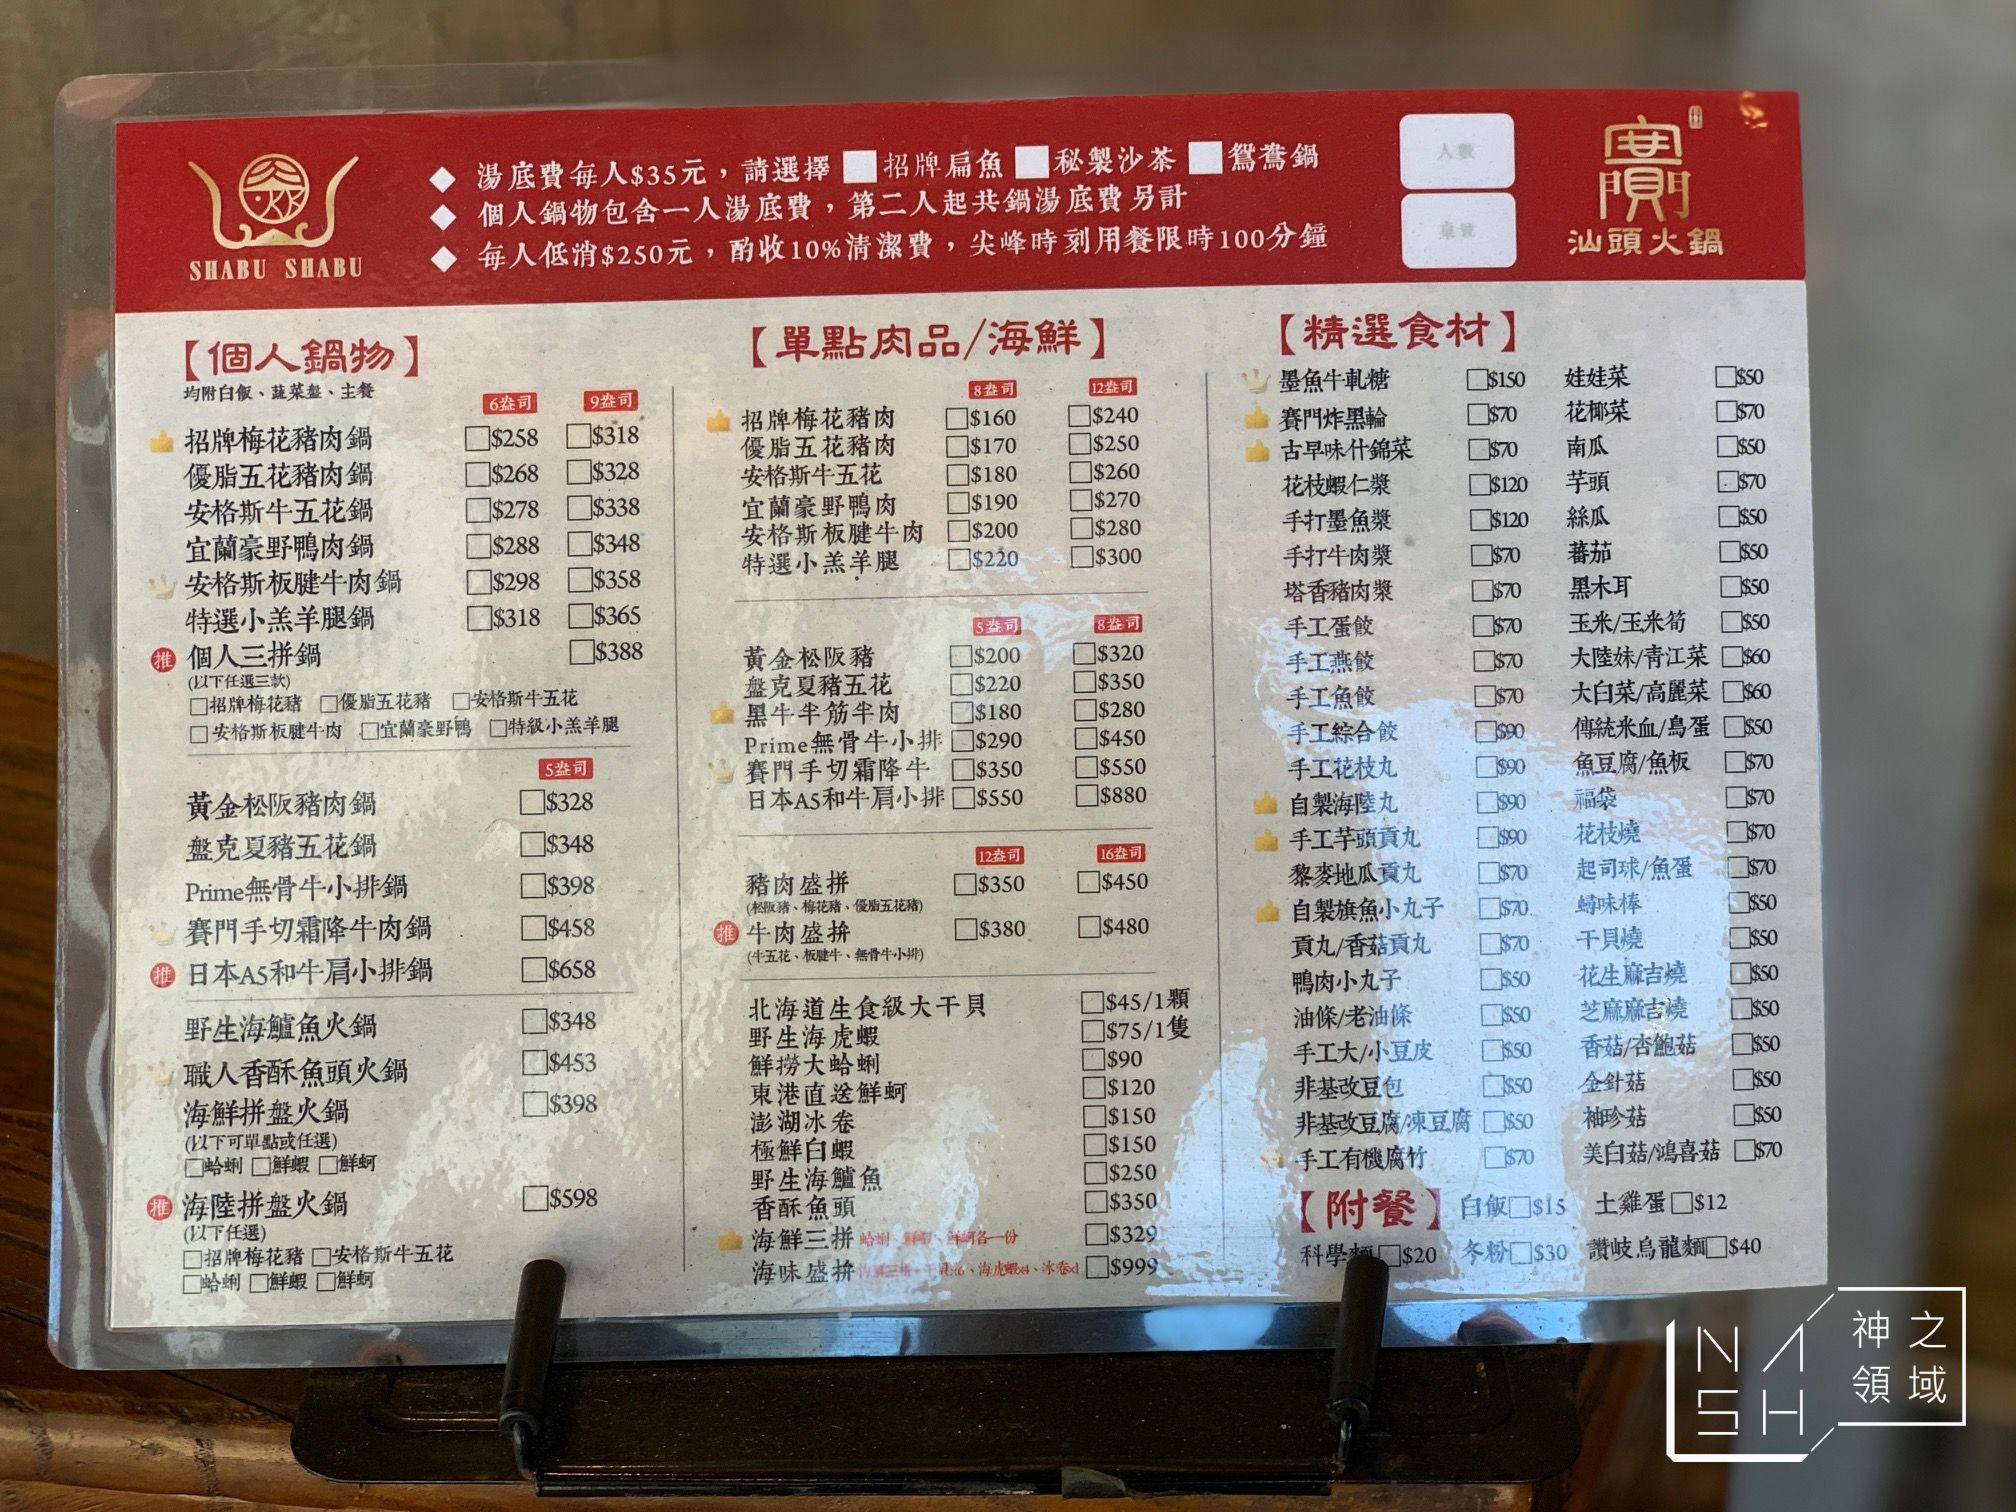 SHABU SHABU
◆ 湯底費每人$35元，請選擇 □招牌扁魚 □秘製沙茶 □鴛鴦鍋
◆ 個人鍋物包含一人湯底費，第二人起共鍋湯底費另計
◆ 每人低消$250元，酌收10%清潔費，尖峰時刻用餐限時100分鐘
人數
桌號
汕頭火鍋
【個人鍋物】
均附白飯、蔬菜盤、主餐
6盎司 9盎司
招牌梅花豬肉鍋 □$258 □$318
優脂五花豬肉鍋 □$268 □$328
安格斯牛五花鍋 □$278 □$338
宜蘭豪野鴨肉鍋 □$288 □$348
安格斯板腱牛肉鍋 □$298 □$358
特選小羔羊腿鍋 □$318 □$365
推 個人三拼鍋 □$388
(以下任選三款)
□招牌梅花豬 □優脂五花豬 □安格斯牛五花
□安格斯板腱牛肉 □宜蘭豪野鴨 □特級小羔羊腿
5盎司
黃金松阪豬肉鍋 □$328
盤克夏豬五花鍋 □$348
Prime無骨牛小排鍋 □$398
賽門手切霜降牛肉鍋 □$458
推 日本A5和牛肩小排鍋 □$658
野生海鱸魚火鍋 □$348
職人香酥魚頭火鍋 □$453
海鮮拼盤火鍋 □$398
(以下可單點或任選)
□蛤蜊 □鮮蝦 □鮮蚵
推 海陸拼盤火鍋 □$598
(以下任選)
□招牌梅花豬 □安格斯牛五花
□蛤蜊 □鮮蝦 □鮮蚵
【單點肉品/海鮮】
8盎司 12盎司
招牌梅花豬肉 □$160 □$240
優脂五花豬肉 □$170 □$250
安格斯牛五花 □$180 □$260
宜蘭豪野鴨肉 □$190 □$270
安格斯板腱牛肉 □$200 □$280
特選小羔羊腿 □$220 □$300
5盎司 8盎司
黃金松阪豬 □$200 □$320
盤克夏豬五花 □$220 □$350
黑牛半筋半肉 □$180 □$280
Prime無骨牛小排 □$290 □$450
賽門手切霜降牛 □$350 □$550
日本A5和牛肩小排 □$550 □$880
12盎司 16盎司
豬肉盛拼 □$350 □$450
(松阪豬、梅花豬、優脂五花豬)
推 牛肉盛拚 □$380 □$480
(牛五花、板腱牛、無骨牛小排)
北海道生食級大干貝 □$45/1顆
野生海虎蝦 □$75/1隻
鮮撈大蛤蜊 □$90
東港直送鮮蚵 □$120
澎湖冰卷 □$150
極鮮白蝦 □$150
野生海鱸魚 □$250
香酥魚頭 □$350
海鮮三拼 蛤蜊、鮮蝦、鮮蚵各一份 □$329
海味盛拚 海虎蝦x4、冰卷x1 □$999
【精選食材】
墨魚牛軋糖 □$150
賽門炸黑輪 □$70
古早味什錦菜 □$70
花枝蝦仁漿 □$120
手打墨魚漿 □$120
手打牛肉漿 □$70
塔香豬肉漿 □$70
手工蛋餃 □$70
手工燕餃 □$70
手工魚餃 □$70
手工綜合餃 □$90
手工花枝丸 □$90
自製海陸丸 □$90
手工芋頭貢丸 □$90
藜麥地瓜貢丸 □$70
自製旗魚小丸子 □$70
貢丸/香菇貢丸 □$70
鴨肉小丸子 □$50
油條/老油條 □$50
手工大/小豆皮 □$50
非基改豆包 □$50
非基改豆腐/凍豆腐 □$50
手工有機腐竹 □$70
娃娃菜 □$50
花椰菜 □$70
南瓜 □$50
芋頭 □$70
絲瓜 □$50
蕃茄 □$50
黑木耳 □$50
玉米/玉米筍 □$50
大陸妹/青江菜 □$60
大白菜/高麗菜 □$60
傳統米血/鳥蛋 □$50
魚豆腐/魚板 □$70
福袋 □$70
花枝燒 □$70
起司球/魚蛋 □$70
蟳味棒 □$50
干貝燒 □$50
花生麻吉燒 □$50
芝麻麻吉燒 □$50
香菇/杏鮑菇 □$50
金針菇 □$50
袖珍菇 □$50
美白菇/鴻喜菇 □$70
【附餐】 白飯□$15 土雞蛋□$12
科學麵□$20 冬粉□$30 讚岐烏龍麵□$40
NASH
神之領域